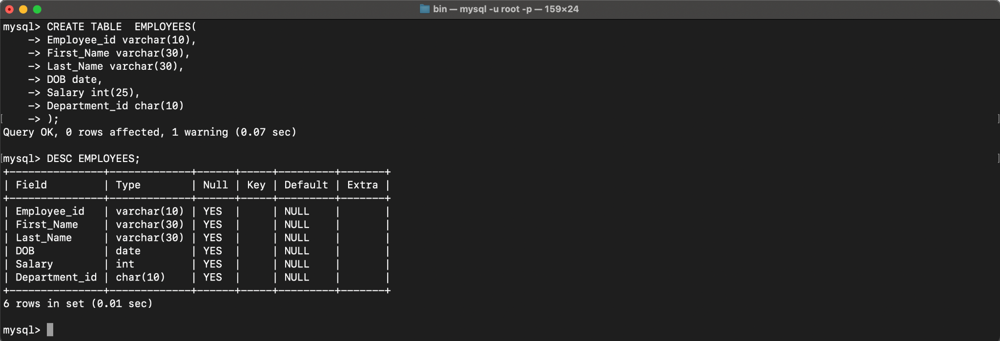 bin — mysql -u root -p — 159×24
mysql> CREATE TABLE  EMPLOYEES(
    -> Employee_id varchar(10),
    -> First_Name varchar(30),
    -> Last_Name varchar(30),
    -> DOB date,
    -> Salary int(25),
    -> Department_id char(10)
[    -> );                                                                                                                                                      ]
Query OK, 0 rows affected, 1 warning (0.07 sec)

[mysql> DESC EMPLOYEES;                                                                                                                                         ]
+---------------+-------------+------+-----+---------+-------+
| Field         | Type        | Null | Key | Default | Extra |
+---------------+-------------+------+-----+---------+-------+
| Employee_id   | varchar(10) | YES  |     | NULL    |       |
| First_Name    | varchar(30) | YES  |     | NULL    |       |
| Last_Name     | varchar(30) | YES  |     | NULL    |       |
| DOB           | date        | YES  |     | NULL    |       |
| Salary        | int         | YES  |     | NULL    |       |
| Department_id | char(10)    | YES  |     | NULL    |       |
+---------------+-------------+------+-----+---------+-------+
6 rows in set (0.01 sec)

mysql>